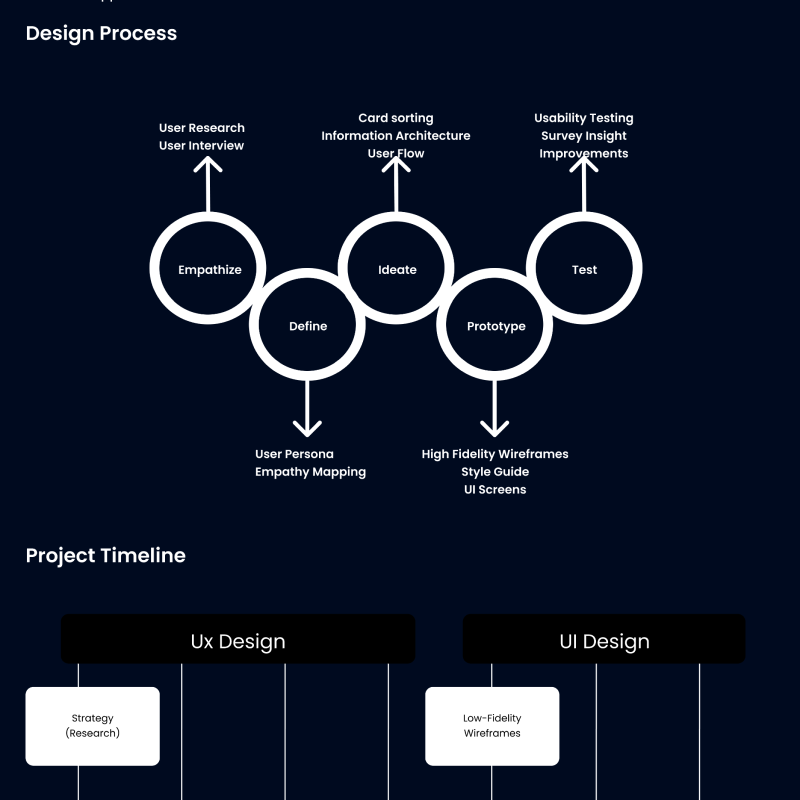 Design Process
User Research
User Interview
Card sorting
Information Architecture
User Flow
Usability Testing
Survey Insight
Improvements
Empathize
Ideate
Test
Define
Prototype
User Persona
Empathy Mapping
High Fidelity Wireframes
Style Guide
UI Screens
Project Timeline
Ux Design
UI Design
Strategy
(Research)
Low-Fidelity
Wireframes